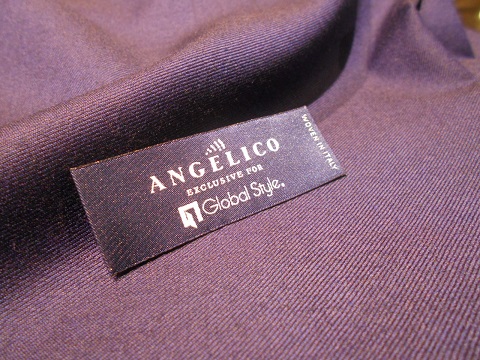 ANGELICO
EXCLUSIVE FOR
Global Style.
WOVEN IN ITALY